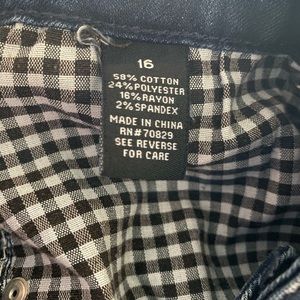 16
58% COTTON
24% POLYESTER
16% RAYON
2% SPANDEX
MADE IN CHINA
RN#70829
SEE REVERSE
FOR CARE